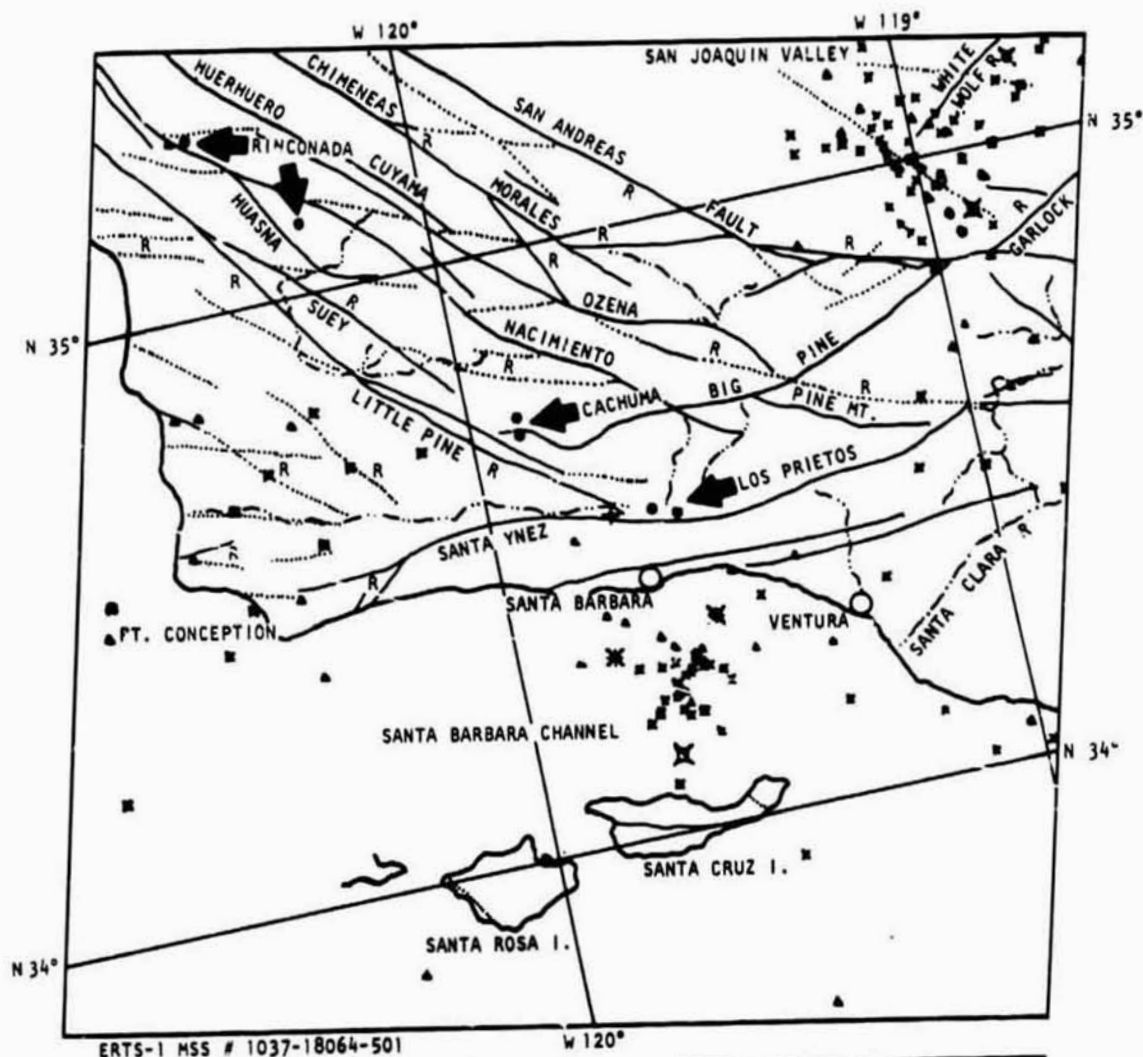 W 120°
W 119°
SAN JOAQUIN VALLEY
WHITE
WOLF R.
HUERHUERO
CHIMENEAS
SAN ANDREAS
FAULT
N 35°
RINCONADA
R
CUYAMA
MORALES
R
R
GARLOCK
HUASNA
R
R
R
R
R
R
SUEY
R
OZENA
N 35°
NACIMIENTO
R
R
PINE
R
BIG
PINE MT.
CACHUMA
LITTLE PINE
R
LOS PRIETOS
R
R
SANTA YNEZ
R
SANTA CLARA R
SANTA BARBARA
VENTURA
PT. CONCEPTION
SANTA BARBARA CHANNEL
N 34°
SANTA CRUZ I.
SANTA ROSA I.
N 34°
ERTS-1 MSS # 1037-18064-501
W 120°